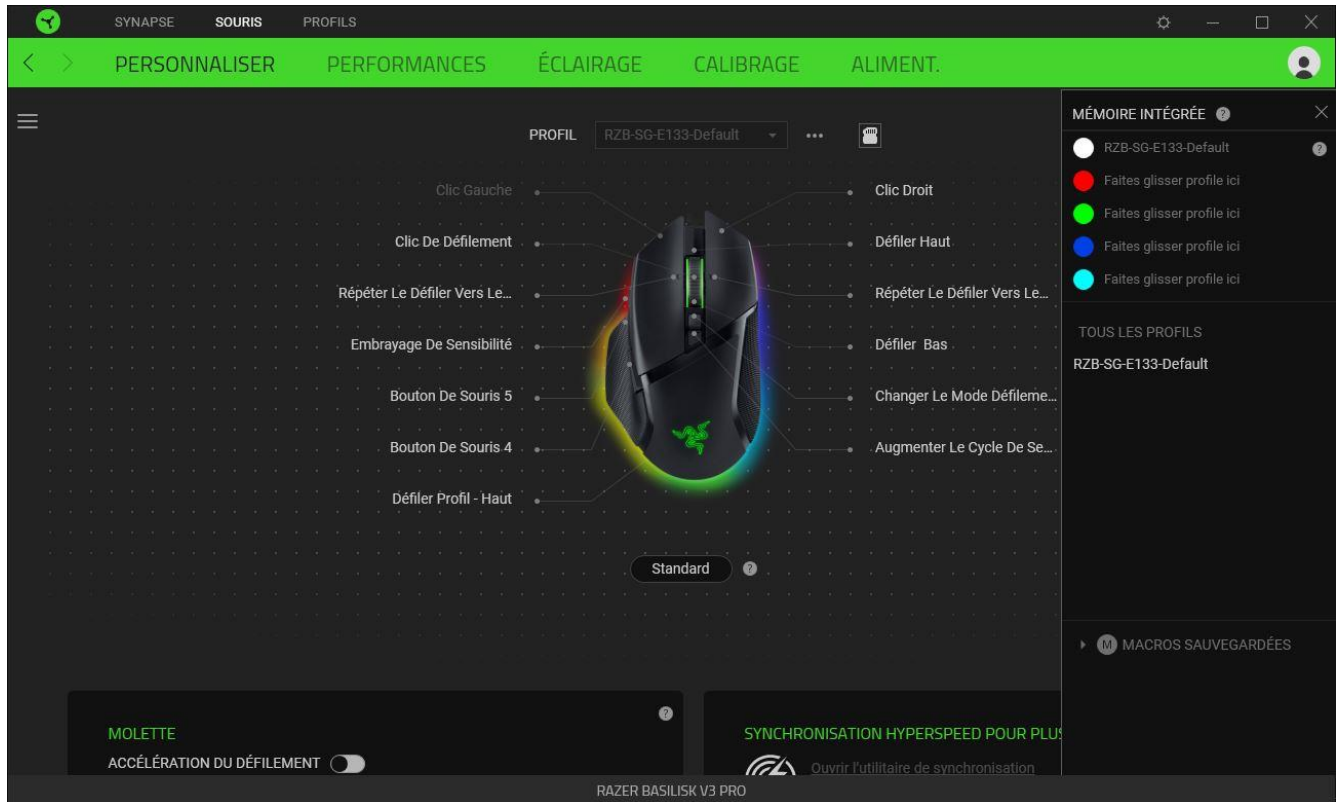 SYNAPSE SOURIS PROFILS
PERSONNALISER PERFORMANCES ÉCLAIRAGE CALIBRAGE ALIMENT.
PROFIL RZB-SG-E133-Default
Clic Gauche
Clic De Défilement
Répéter Le Défiler Vers Le...
Embrayage De Sensibilité
Bouton De Souris 5
Bouton De Souris 4
Défiler Profil - Haut
Clic Droit
Défiler Haut
Répéter Le Défiler Vers Le...
Défiler Bas
Changer Le Mode Défileme...
Augmenter Le Cycle De Se...
Standard ?
MÉMOIRE INTÉGRÉE ?
RZB-SG-E133-Default ?
Faites glisser profile ici
Faites glisser profile ici
Faites glisser profile ici
Faites glisser profile ici
TOUS LES PROFILS
RZB-SG-E133-Default
M MACROS SAUVEGARDÉES
?
MOLETTE
ACCÉLÉRATION DU DÉFILEMENT
SYNCHRONISATION HYPERSPEED POUR PLUS
Ouvrir l'utilitaire de synchronisation
RAZER BASILISK V3 PRO